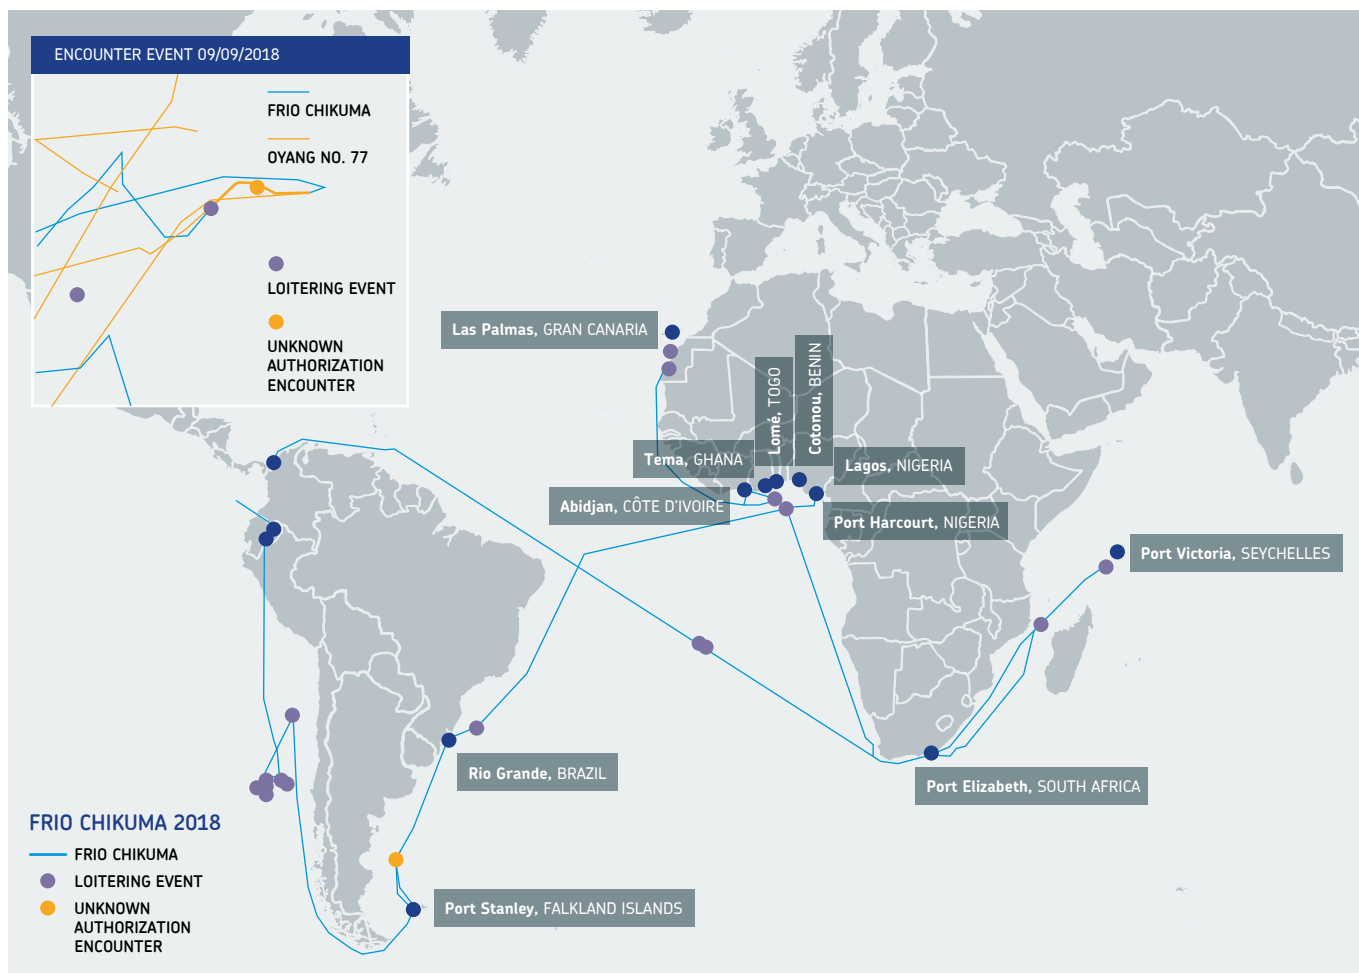 ENCOUNTER EVENT 09/09/2018
FRIO CHIKUMA
OYANG NO. 77
LOITERING EVENT
UNKNOWN
AUTHORIZATION
ENCOUNTER
Las Palmas, GRAN CANARIA
Lomé, TOGO
Cotonou, BENIN
Tema, GHANA
Lagos, NIGERIA
Abidjan, CÔTE D'IVOIRE
Port Harcourt, NIGERIA
Port Victoria, SEYCHELLES
Rio Grande, BRAZIL
Port Elizabeth, SOUTH AFRICA
Port Stanley, FALKLAND ISLANDS
FRIO CHIKUMA 2018
FRIO CHIKUMA
LOITERING EVENT
UNKNOWN
AUTHORIZATION
ENCOUNTER